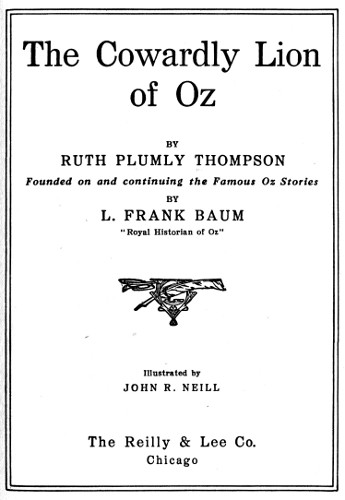 The Cowardly Lion
of Oz
BY
RUTH PLUMLY THOMPSON
Founded on and continuing the Famous Oz Stories
BY
L. FRANK BAUM
"Royal Historian of Oz"
Illustrated by
JOHN R. NEILL
The Reilly & Lee Co.
Chicago